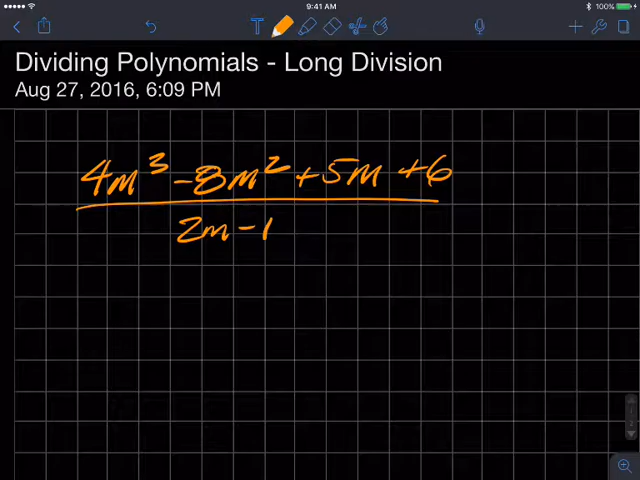 9:41 AM
100%
T
Dividing Polynomials - Long Division
Aug 27, 2016, 6:09 PM
4m³ -8m² +5m +6
2m -1